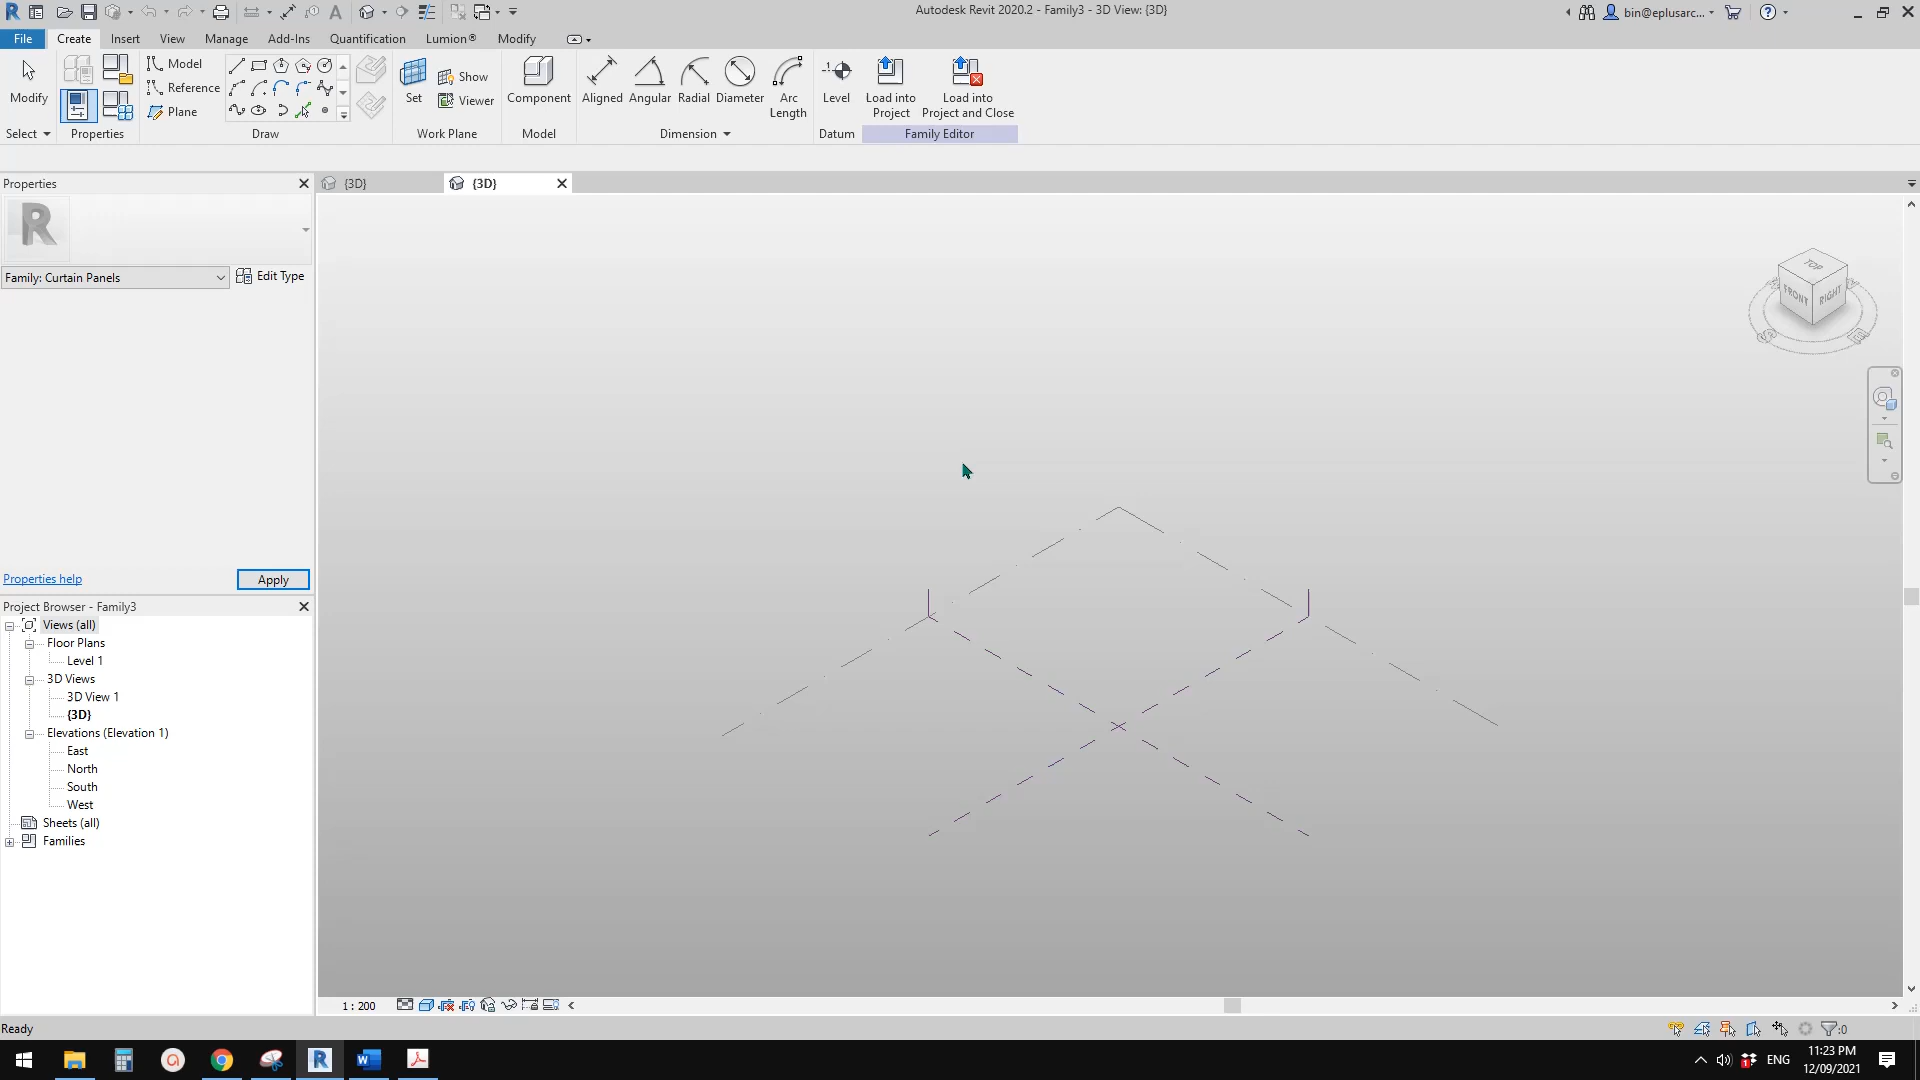 Autodesk Revit 2020.2 - Family3 - 3D View: {3D}
bin@eplusarc...
File
Create
Insert
View
Manage
Add-Ins
Quantification
Lumion®
Modify
Modify
Select
Properties
Model
Reference
Plane
Draw
Set
Show
Viewer
Work Plane
Component
Model
Aligned
Angular
Radial
Diameter
Arc
Length
Dimension
Level
Datum
Load into
Project
Load into
Project and Close
Family Editor
Properties
{3D}
{3D}
R
Family: Curtain Panels
Edit Type
TOP
FRONT
RIGHT
Properties help
Apply
Project Browser - Family3
Views (all)
Floor Plans
Level 1
3D Views
3D View 1
{3D}
Elevations (Elevation 1)
East
North
South
West
Sheets (all)
Families
1 : 200
Ready
:0
ENG
11:23 PM
12/09/2021